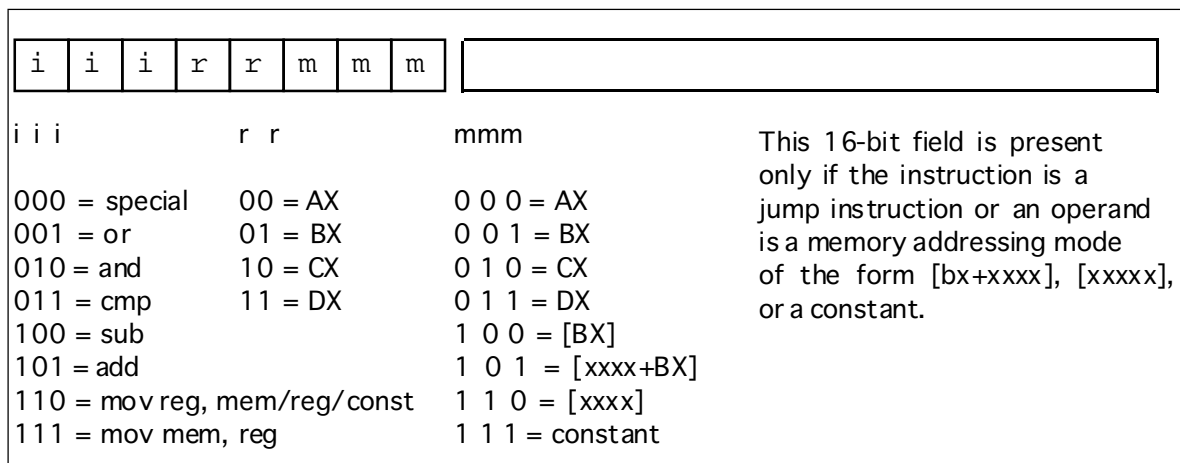 i i i r r m m m
i i i r r mmm
000 = special 00 = AX 0 0 0 = AX
001 = or 01 = BX 0 0 1 = BX
010 = and 10 = CX 0 1 0 = CX
011 = cmp 11 = DX 0 1 1 = DX
100 = sub 1 0 0 = [BX]
101 = add 1 0 1 = [xxxx+BX]
110 = mov reg, mem/reg/const 1 1 0 = [xxxx]
111 = mov mem, reg 1 1 1 = constant
This 16-bit field is present
only if the instruction is a
jump instruction or an operand
is a memory addressing mode
of the form [bx+xxxx], [xxxxx],
or a constant.